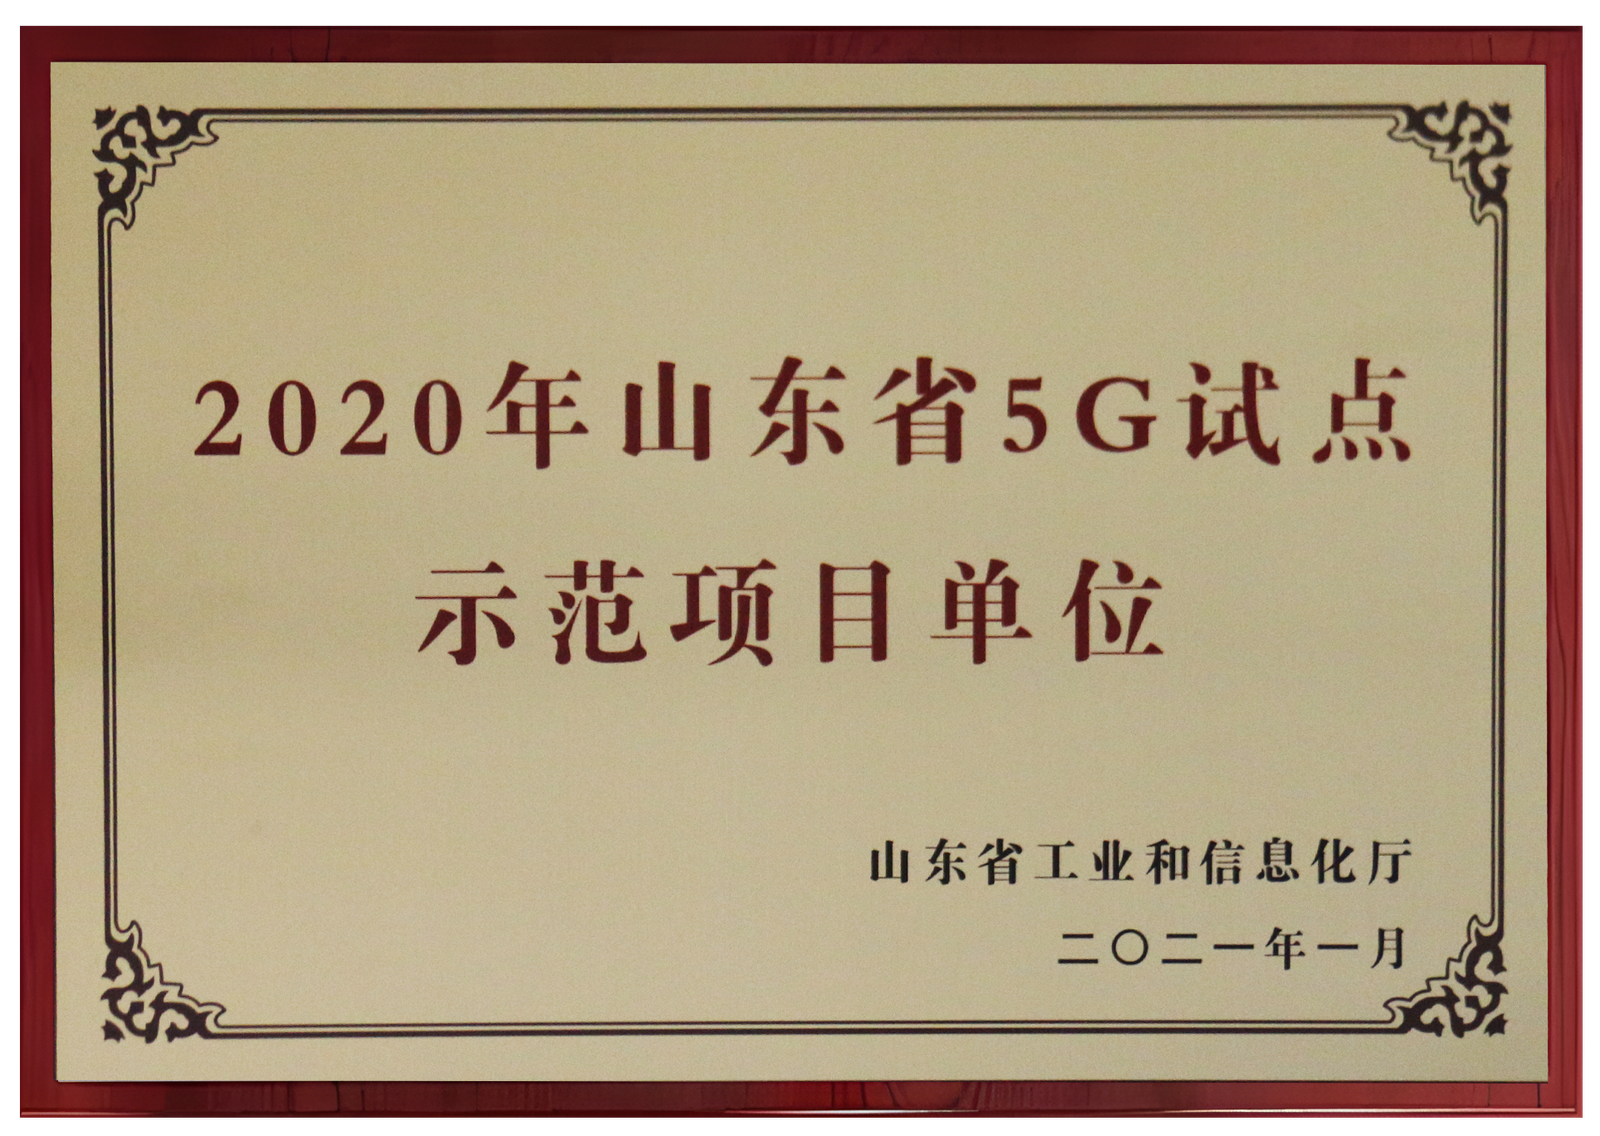 2020年山东省5G试点
示范项目单位
山东省工业和信息化厅
二〇二一年一月